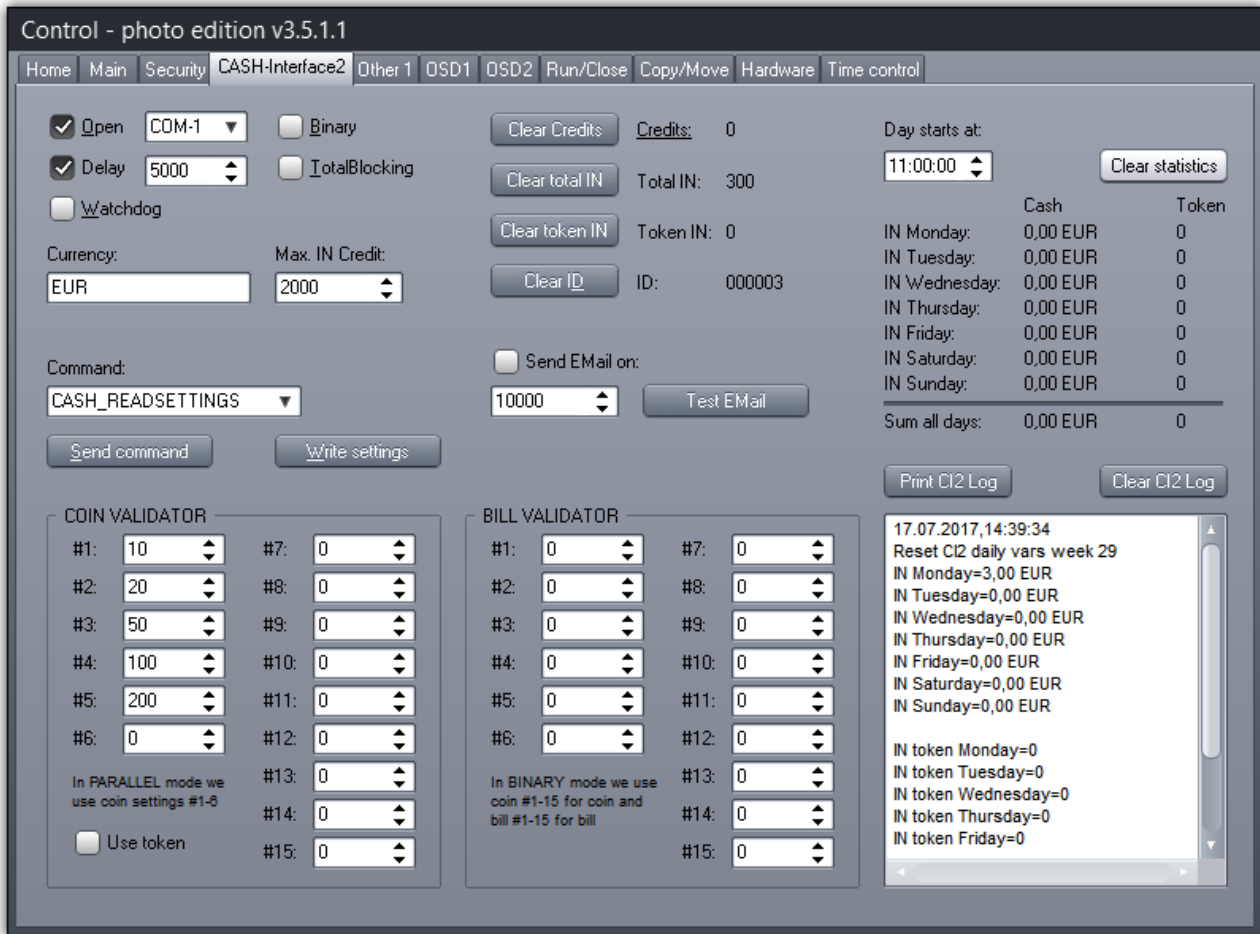 Control - photo edition v3.5.1.1
Home Main Security CASH-Interface2 Other 1 OSD1 OSD2 Run/Close Copy/Move Hardware Time control
Open COM-1 Binary
Delay 5000 TotalBlocking
Watchdog
Currency: Max. IN Credit:
EUR 2000
Command:
CASH_READSETTINGS
Send command Write settings
Clear Credits Credits: 0
Clear total IN Total IN: 300
Clear token IN Token IN: 0
Clear ID ID: 000003
Send EMail on:
10000 Test EMail
Day starts at:
11:00:00 Clear statistics
Cash Token
IN Monday: 0,00 EUR 0
IN Tuesday: 0,00 EUR 0
IN Wednesday: 0,00 EUR 0
IN Thursday: 0,00 EUR 0
IN Friday: 0,00 EUR 0
IN Saturday: 0,00 EUR 0
IN Sunday: 0,00 EUR 0
Sum all days: 0,00 EUR 0
Print CI2 Log Clear CI2 Log
COIN VALIDATOR
#1: 10 #7: 0
#2: 20 #8: 0
#3: 50 #9: 0
#4: 100 #10: 0
#5: 200 #11: 0
#6: 0 #12: 0
#13: 0
#14: 0
#15: 0
In PARALLEL mode we
use coin settings #1-6
Use token
BILL VALIDATOR
#1: 0 #7: 0
#2: 0 #8: 0
#3: 0 #9: 0
#4: 0 #10: 0
#5: 0 #11: 0
#6: 0 #12: 0
#13: 0
#14: 0
#15: 0
In BINARY mode we use
coin #1-15 for coin and
bill #1-15 for bill
17.07.2017,14:39:34
Reset CI2 daily vars week 29
IN Monday=3,00 EUR
IN Tuesday=0,00 EUR
IN Wednesday=0,00 EUR
IN Thursday=0,00 EUR
IN Friday=0,00 EUR
IN Saturday=0,00 EUR
IN Sunday=0,00 EUR
IN token Monday=0
IN token Tuesday=0
IN token Wednesday=0
IN token Thursday=0
IN token Friday=0